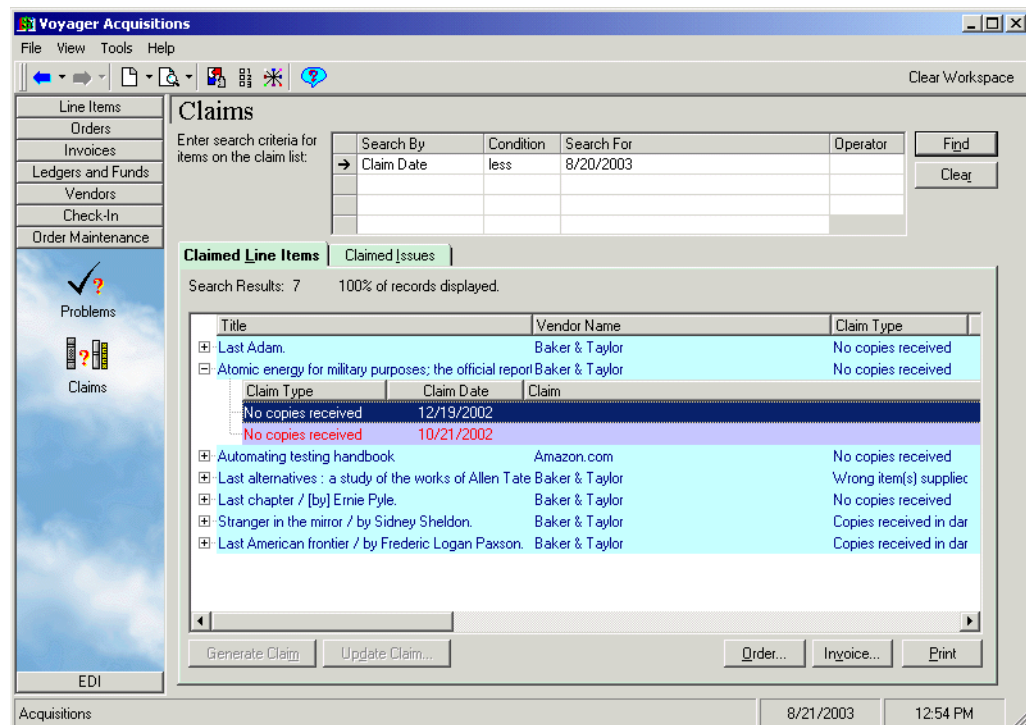 Voyager Acquisitions
File View Tools Help
Clear Workspace
Line Items
Orders
Invoices
Ledgers and Funds
Vendors
Check-In
Order Maintenance
Problems
Claims
EDI
Claims
Enter search criteria for
items on the claim list:
Search By Condition Search For Operator
Claim Date less 8/20/2003
Find
Clear
Claimed Line Items Claimed Issues
Search Results: 7 100% of records displayed.
Title Vendor Name Claim Type
Last Adam. Baker & Taylor No copies received
Atomic energy for military purposes; the official report Baker & Taylor No copies received
Claim Type Claim Date Claim
No copies received 12/19/2002
No copies received 10/21/2002
Automating testing handbook Amazon.com No copies received
Last alternatives : a study of the works of Allen Tate Baker & Taylor Wrong item(s) supplied
Last chapter / [by] Ernie Pyle. Baker & Taylor No copies received
Stranger in the mirror / by Sidney Sheldon. Baker & Taylor Copies received in dar
Last American frontier / by Frederic Logan Paxson. Baker & Taylor Copies received in dar
Generate Claim Update Claim... Order... Invoice... Print
Acquisitions 8/21/2003 12:54 PM